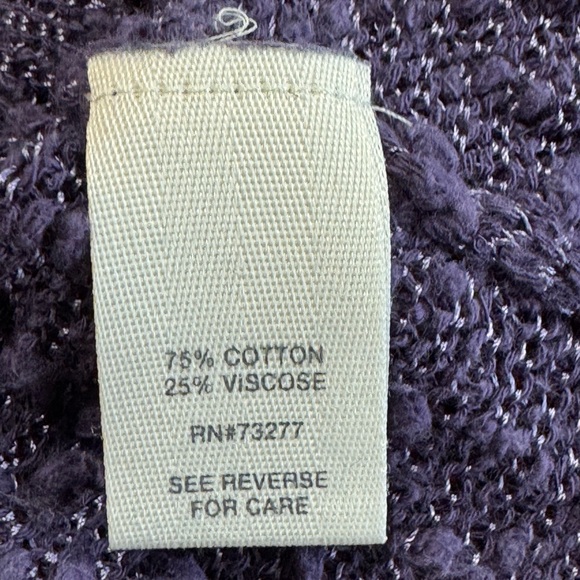 75% COTTON
25% VISCOSE
RN#73277
SEE REVERSE
FOR CARE